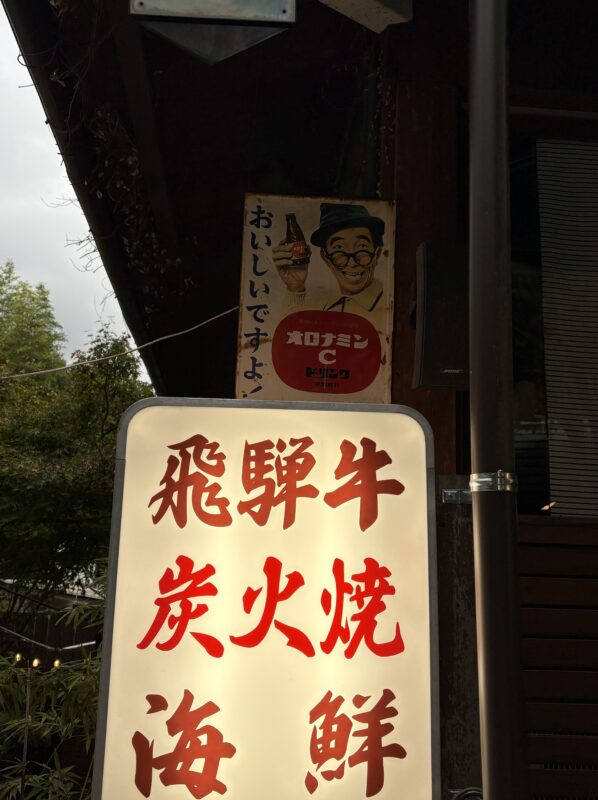 おいしいですよ!
オロナミン
C
ドリンク
飛騨牛
炭火焼
海鮮
BOSE